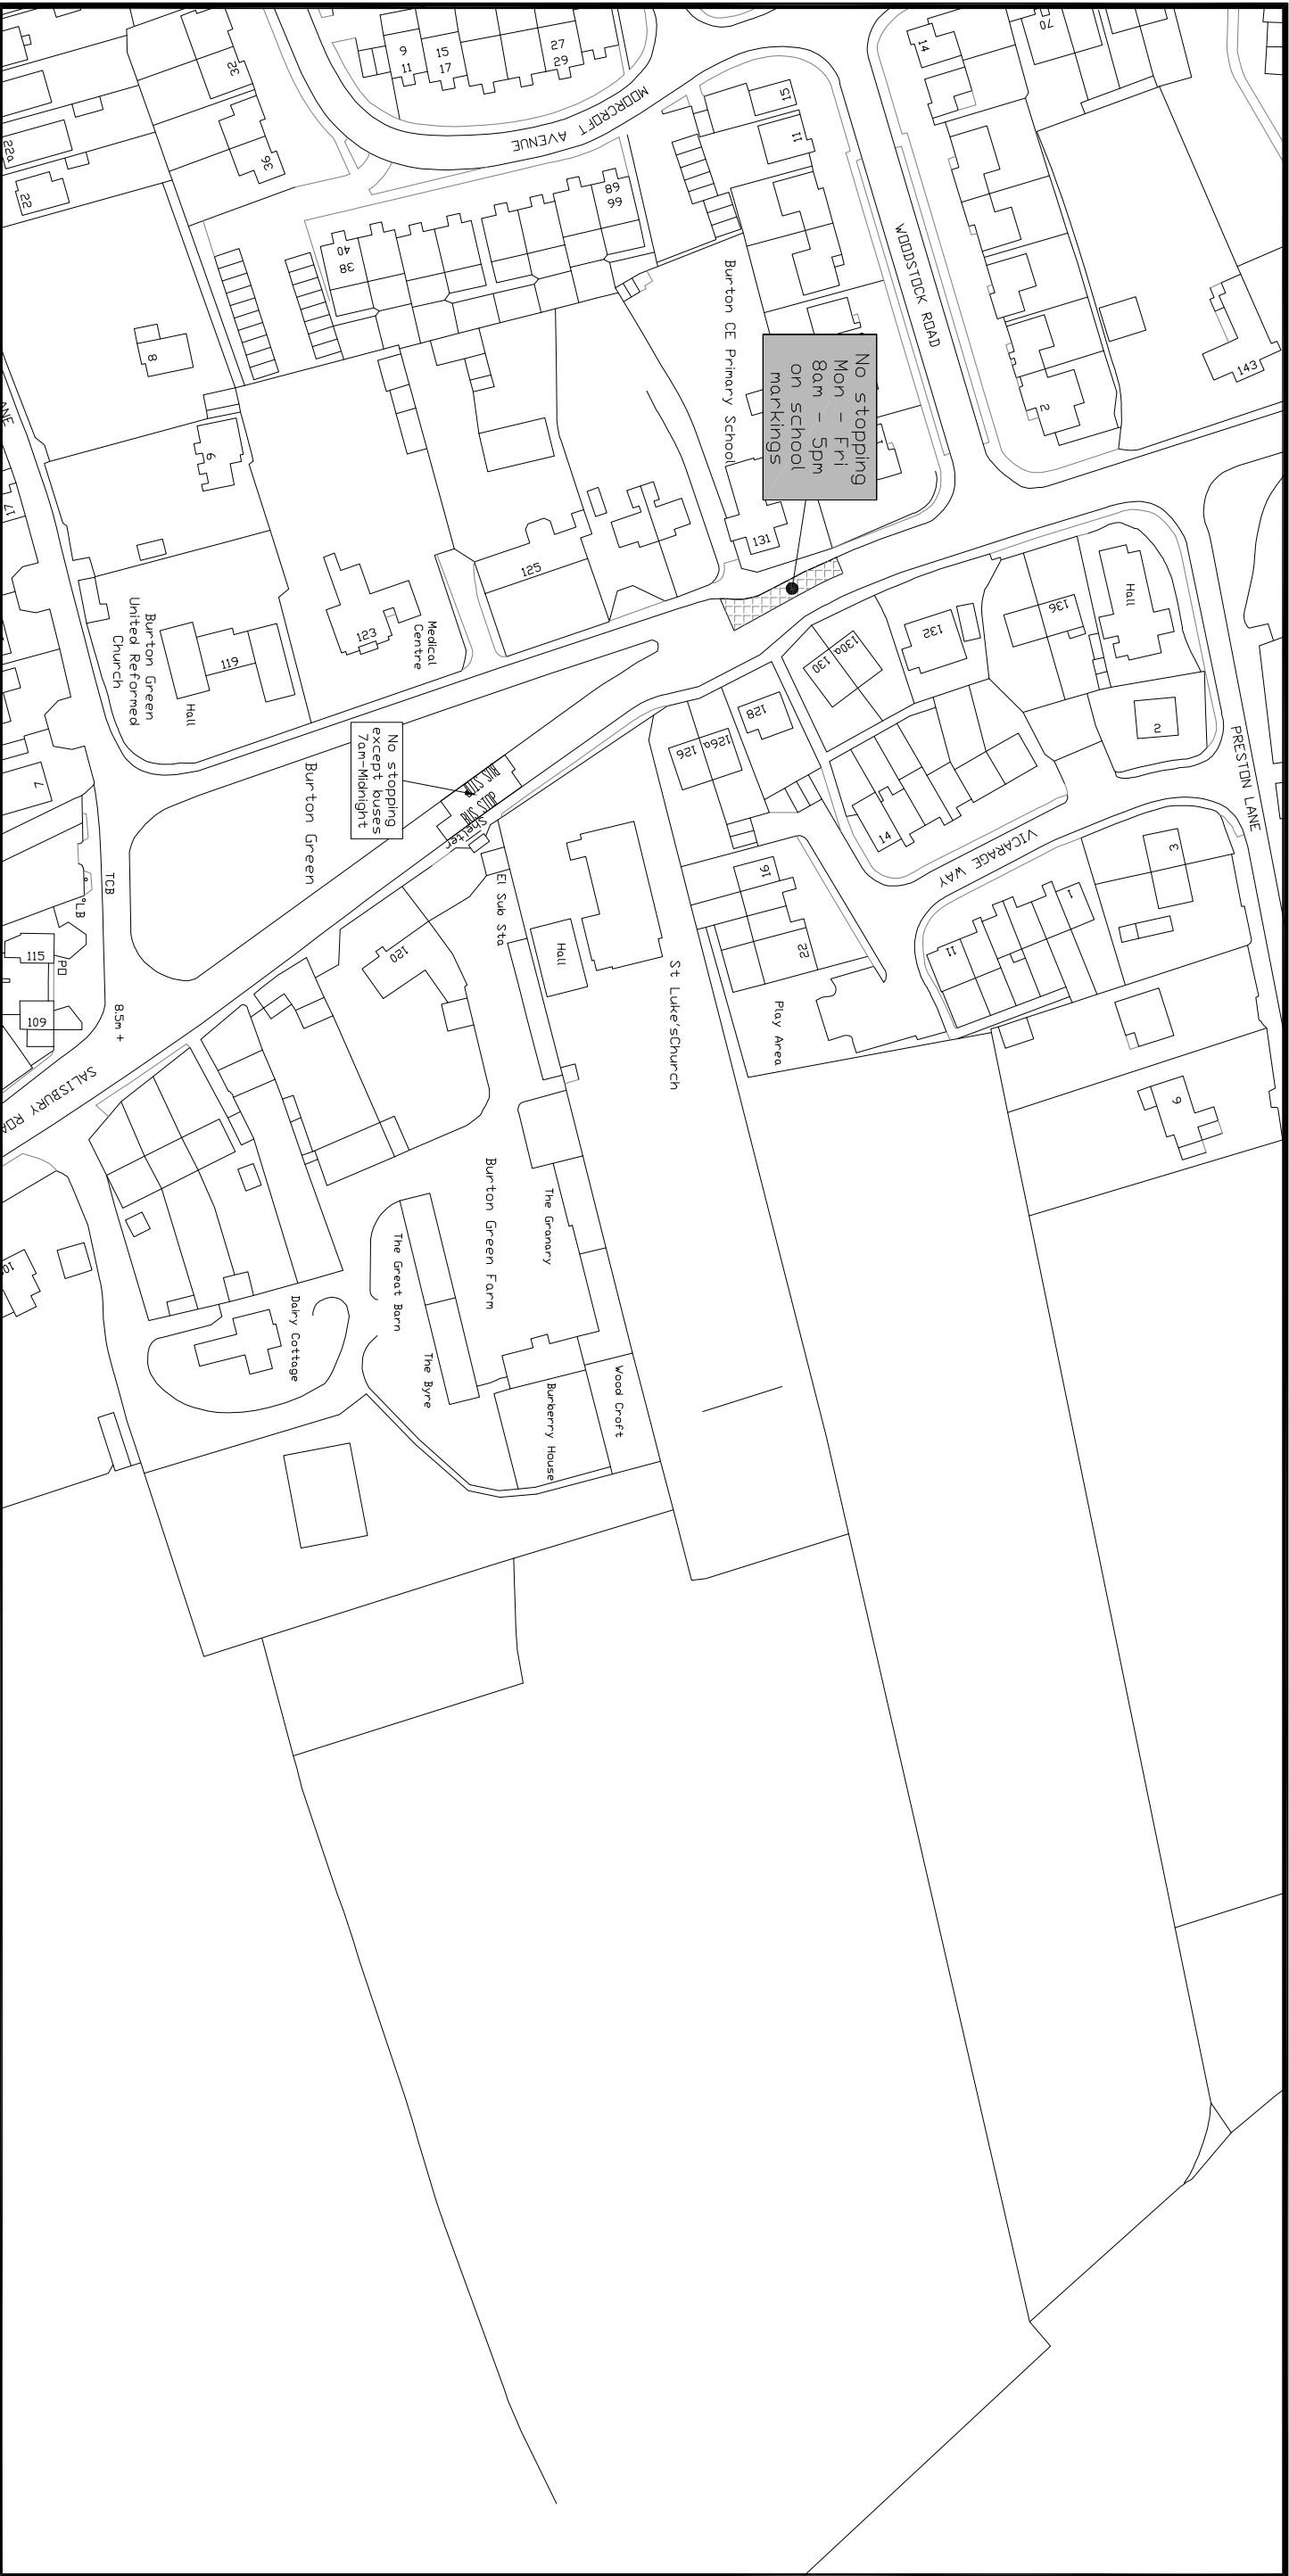 9
11
15
17
27
29
32
36
22a
22
MOORCROFT AVENUE
15
11
14
70
WOODSTOCK ROAD
89
99
40
38
Burton CE Primary School
8
6
2
143
No stopping
Mon - Fri
8am - 5pm
on school
markings
131
125
Medical
Centre
123
119
Hall
Burton Green
United Reformed
Church
17
7
Hall
136
132
130a
130
128
126a
126
2
PRESTON LANE
VICARAGE WAY
14
16
22
3
1
11
9
Play Area
No stopping
except buses
7am-Midnight
BUS STOP
BUS STOP
Shelter
El Sub Sta
Burton Green
TCB
LB
PO
115
109
8.5m +
SALISBURY ROA
120
Hall
St Luke'sChurch
Burton Green Farm
The Granary
The Great Barn
The Byre
Dairy Cottage
Burberry House
Wood Croft